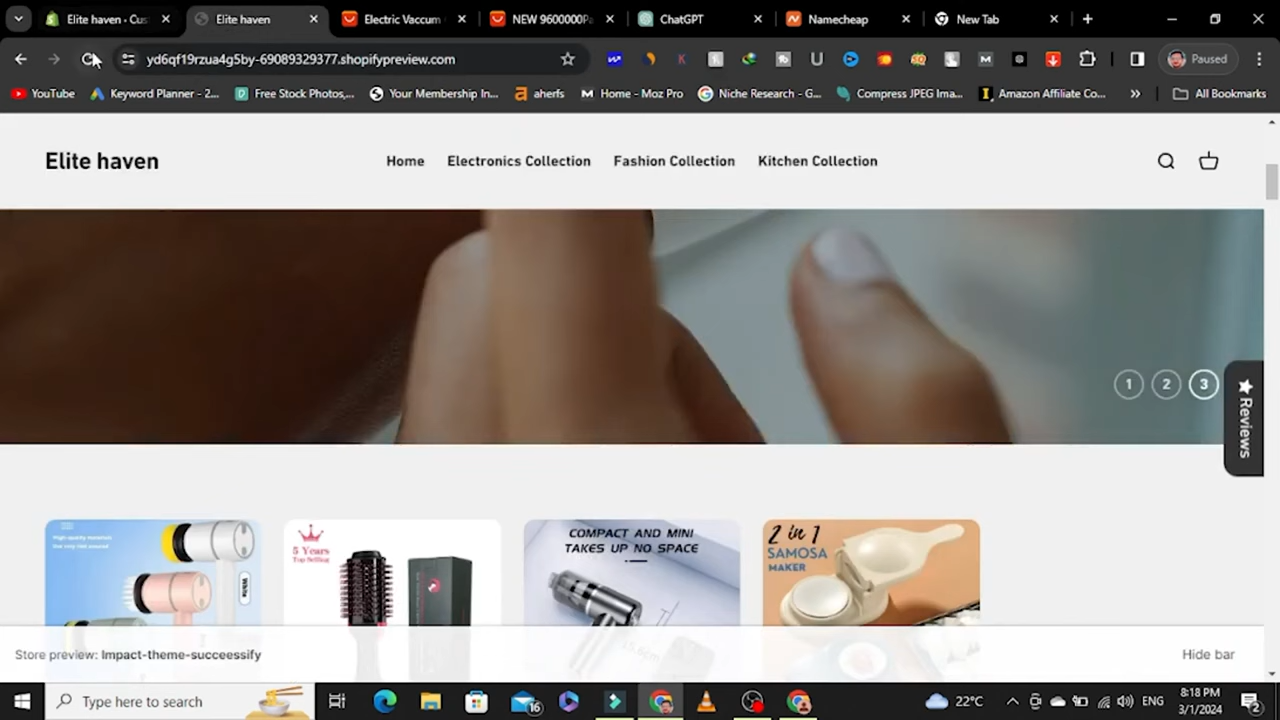 Elite haven - Cus
Elite haven
Electric Vaccum
NEW 9600000Pa
ChatGPT
Namecheap
New Tab
yd6qf19rzua4g5by-69089329377.shopifypreview.com
Paused
YouTube
Keyword Planner - 2...
Free Stock Photos,...
Your Membership In...
aherfs
Home - Moz Pro
Niche Research - G...
Compress JPEG Ima...
Amazon Affiliate Co...
All Bookmarks
Elite haven
Home
Electronics Collection
Fashion Collection
Kitchen Collection
1
2
3
Reviews
White
5 Years
Top Selling
COMPACT AND MINI
TAKES UP NO SPACE
2 in 1
SAMOSA
MAKER
Store preview: Impact-theme-succeessify
Hide bar
Type here to search
16
22°C
ENG
8:18 PM
3/1/2024
2